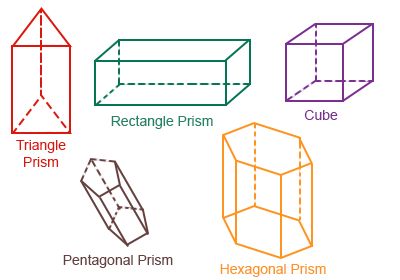 Rectangle Prism
Cube
Triangle
Prism
Pentagonal Prism
Hexagonal Prism